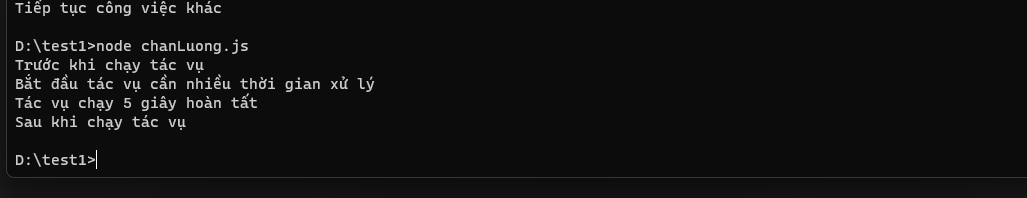 Tiếp tục công việc khác
D:\test1>node chanLuong.js
Trước khi chạy tác vụ
Bắt đầu tác vụ cần nhiều thời gian xử lý
Tác vụ chạy 5 giây hoàn tất
Sau khi chạy tác vụ
D:\test1>